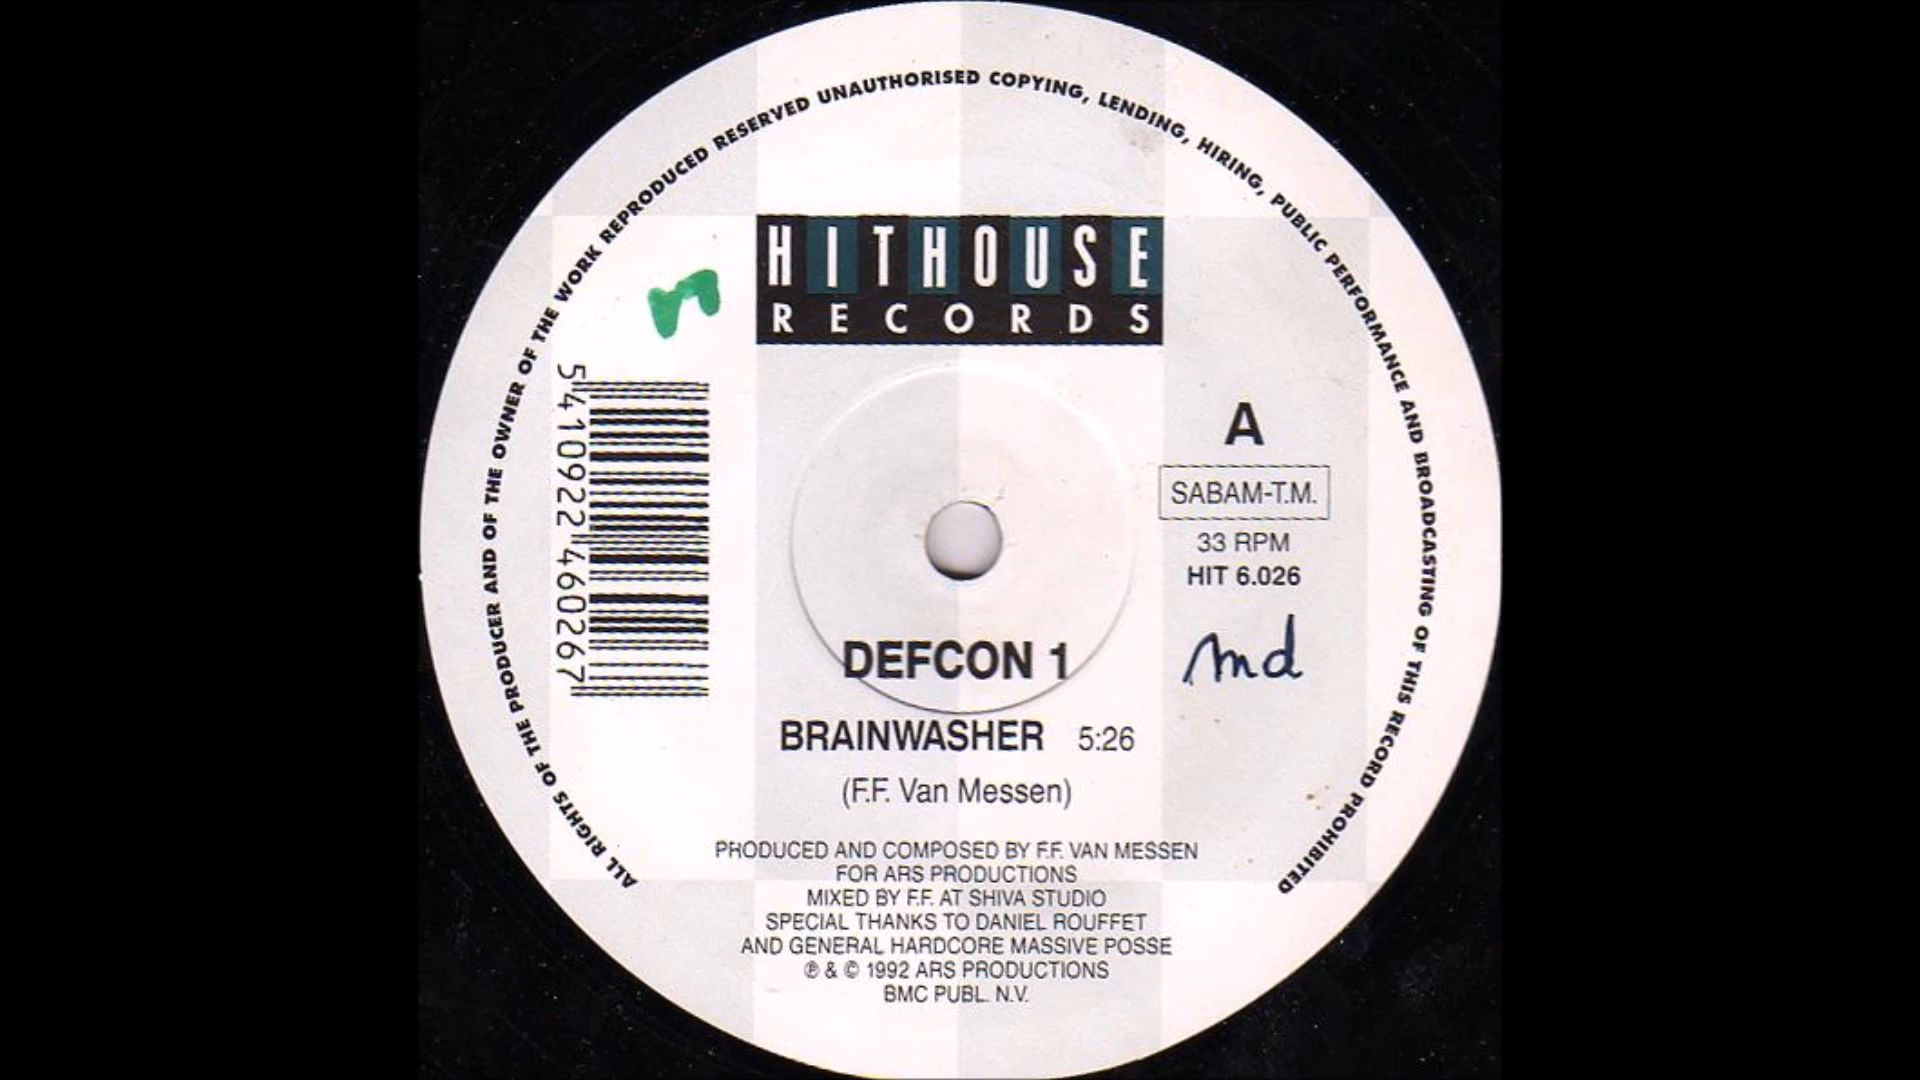 ALL RIGHTS OF THE PRODUCER AND OF THE OWNER OF THE WORK REPRODUCED RESERVED UNAUTHORISED COPYING, LENDING, HIRING, PUBLIC PERFORMANCE AND BROADCASTING OF THIS RECORD PROHIBITED
HITHOUSE
RECORDS
5410922460267
A
SABAM-T.M.
33 RPM
HIT 6.026
md
DEFCON 1
BRAINWASHER 5:26
(F.F. Van Messen)
PRODUCED AND COMPOSED BY F.F. VAN MESSEN
FOR ARS PRODUCTIONS
MIXED BY F.F. AT SHIVA STUDIO
SPECIAL THANKS TO DANIEL ROUFFET
AND GENERAL HARDCORE MASSIVE POSSE
℗ & © 1992 ARS PRODUCTIONS
BMC PUBL. N.V.